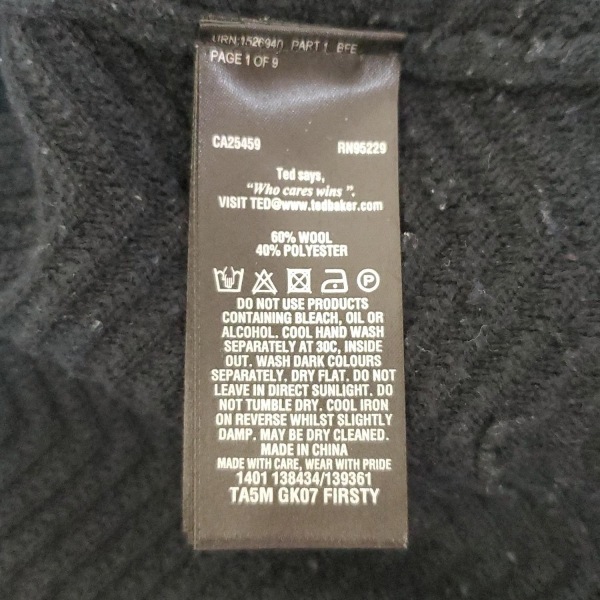 URN:1526940 PART 1 BFE
PAGE 1 OF 9
CA25459 RN95229
Ted says,
"Who cares wins".
VISIT TED@www.tedbaker.com
60% WOOL
40% POLYESTER
P
DO NOT USE PRODUCTS
CONTAINING BLEACH, OIL OR
ALCOHOL. COOL HAND WASH
SEPARATELY AT 30C, INSIDE
OUT. WASH DARK COLOURS
SEPARATELY. DRY FLAT. DO NOT
LEAVE IN DIRECT SUNLIGHT. DO
NOT TUMBLE DRY. COOL IRON
ON REVERSE WHILST SLIGHTLY
DAMP. MAY BE DRY CLEANED.
MADE IN CHINA
MADE WITH CARE, WEAR WITH PRIDE
1401 138434/139361
TA5M GK07 FIRSTY